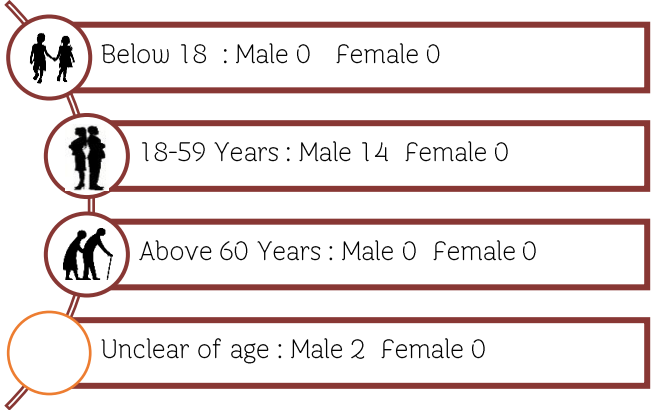 Below 18 : Male 0 Female 0
18-59 Years : Male 14 Female 0
Above 60 Years : Male 0 Female 0
Unclear of age : Male 2 Female 0